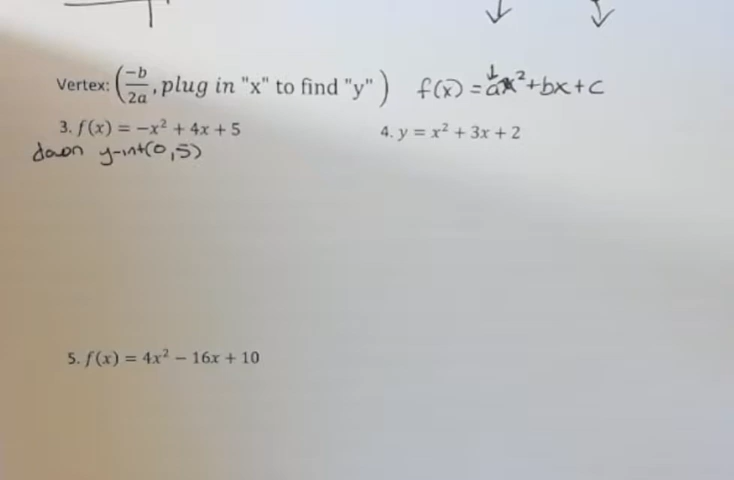 Vertex: (-b/2a, plug in "x" to find "y") f(x) = ax²+bx+c
3. f(x) = −x² + 4x + 5 4. y = x² + 3x + 2
down y-int(0,5)
5. f(x) = 4x² − 16x + 10